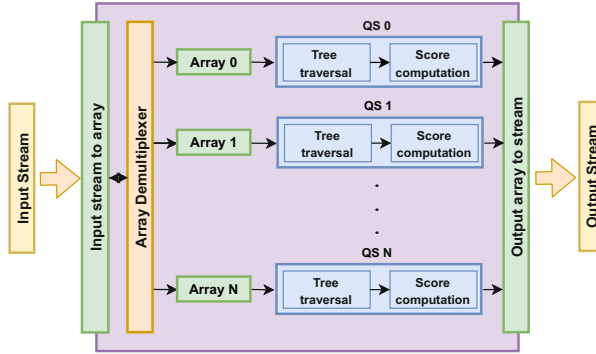 Input Stream
Input stream to array
Array Demultiplexer
QS 0
Array 0
Tree
traversal
Score
computation
QS 1
Array 1
Tree
traversal
Score
computation
.
.
.
QS N
Array N
Tree
traversal
Score
computation
Output array to stream
Output Stream